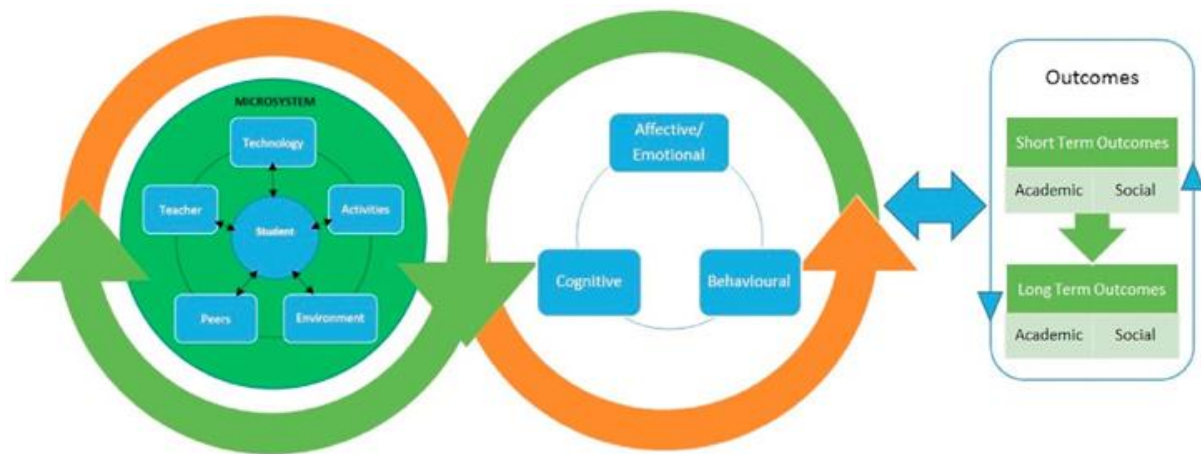 MICROSYSTEM
Technology
Teacher
Activities
Student
Peers
Environment
Affective/
Emotional
Cognitive
Behavioural
Outcomes
Short Term Outcomes
Academic Social
Long Term Outcomes
Academic Social